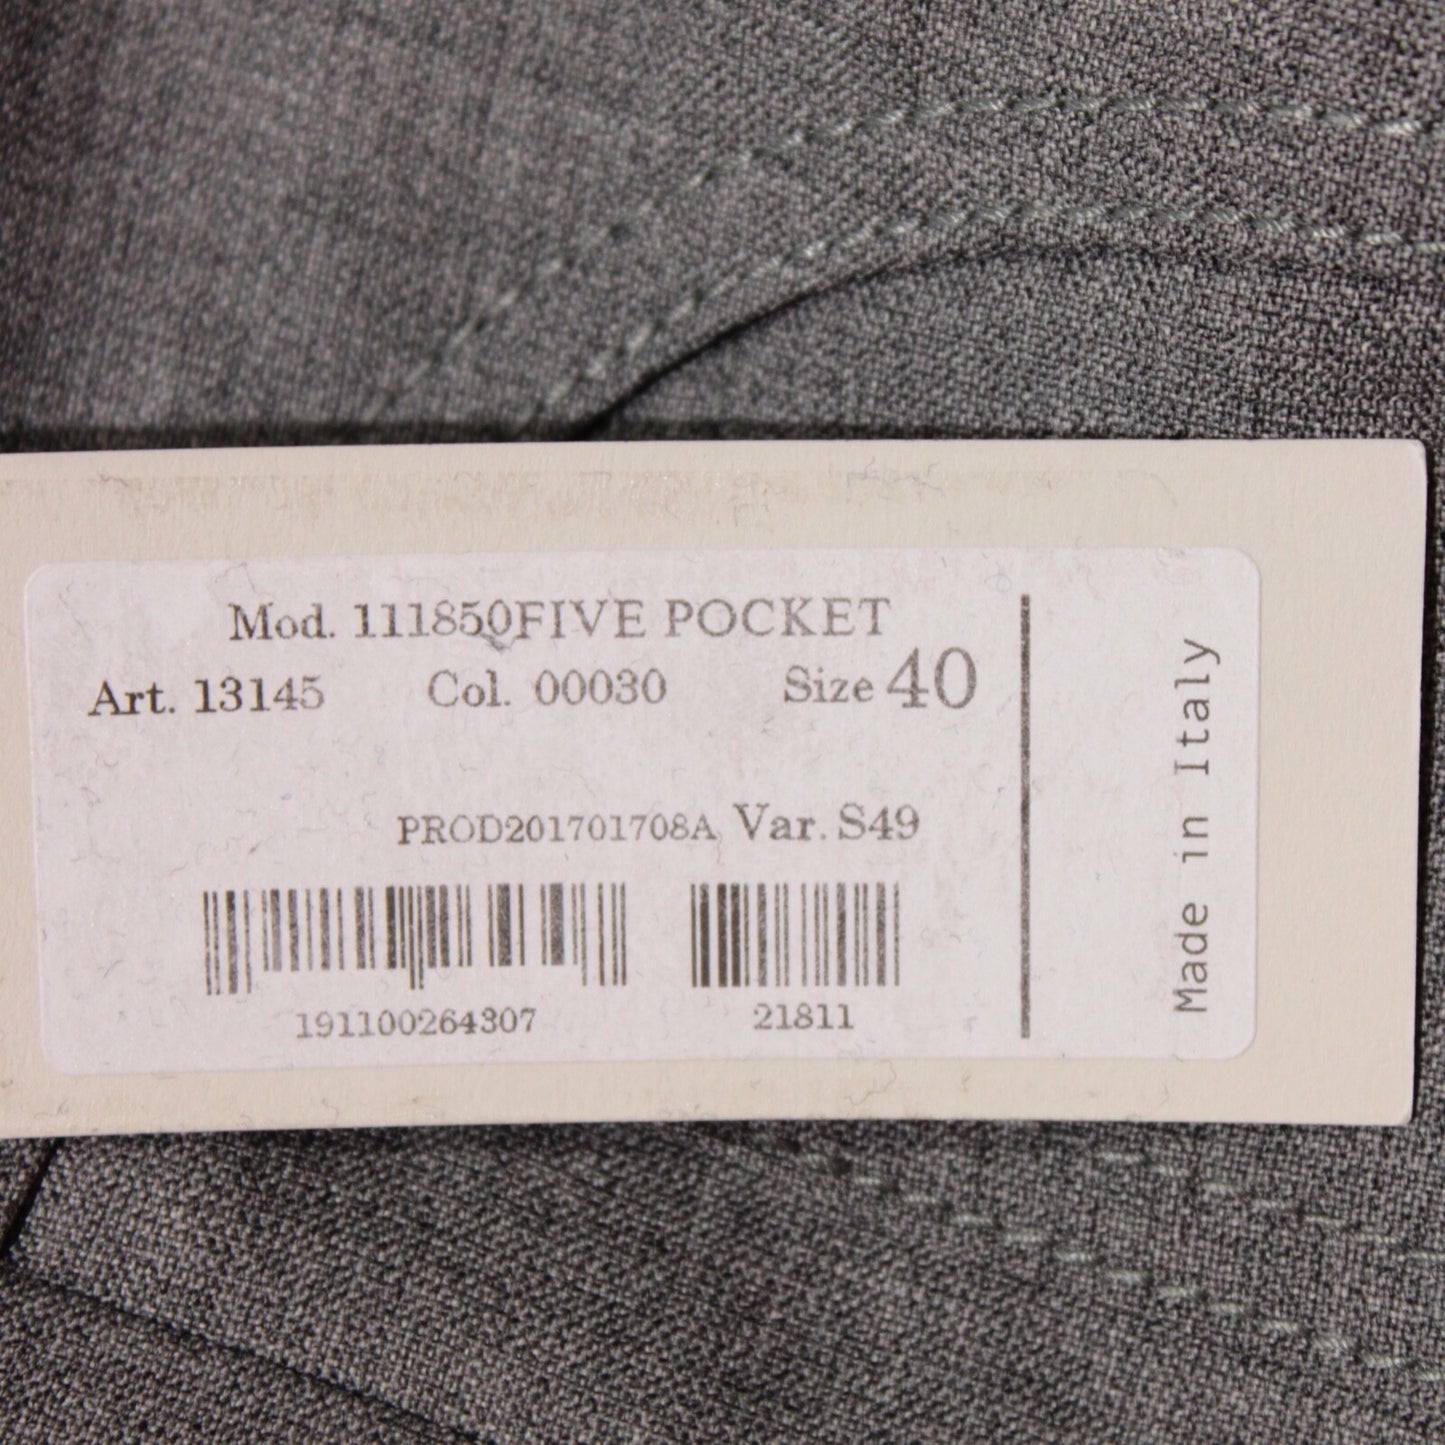 Mod. 111850FIVE POCKET
Art. 13145 Col. 00030 Size 40
PROD201701708A Var. S49
191100264307 21811
Made in Italy